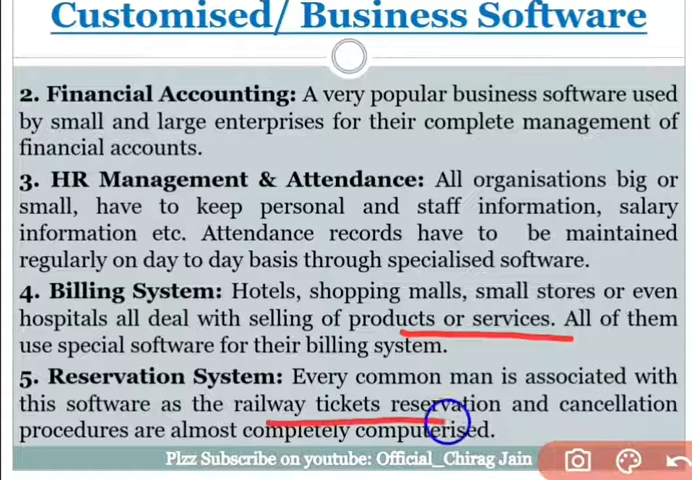 Customised/ Business Software
2. Financial Accounting: A very popular business software used
by small and large enterprises for their complete management of
financial accounts.
3. HR Management & Attendance: All organisations big or
small, have to keep personal and staff information, salary
information etc. Attendance records have to be maintained
regularly on day to day basis through specialised software.
4. Billing System: Hotels, shopping malls, small stores or even
hospitals all deal with selling of products or services. All of them
use special software for their billing system.
5. Reservation System: Every common man is associated with
this software as the railway tickets reservation and cancellation
procedures are almost completely computerised.
Plzz Subscribe on youtube: Official_Chirag Jain